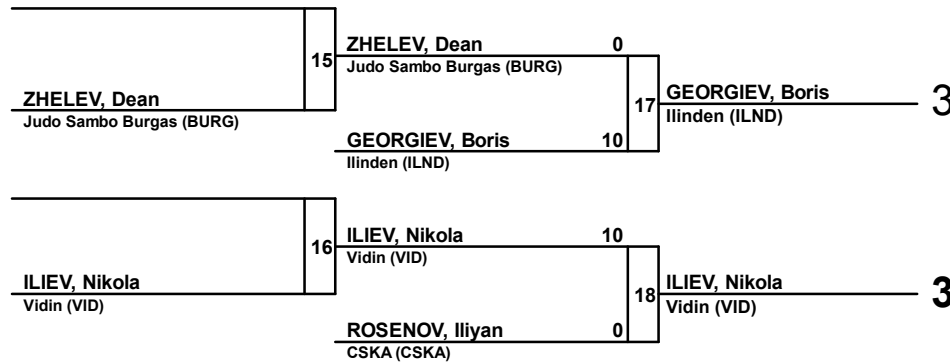 ZHELEV, Dean 0
15
Judo Sambo Burgas (BURG)
ZHELEV, Dean
Judo Sambo Burgas (BURG)
17
GEORGIEV, Boris 3
Ilinden (ILND)
GEORGIEV, Boris 10
Ilinden (ILND)
ILIEV, Nikola 10
16
Vidin (VID)
ILIEV, Nikola
Vidin (VID)
18
ILIEV, Nikola 3
Vidin (VID)
ROSENOV, Iliyan 0
CSKA (CSKA)